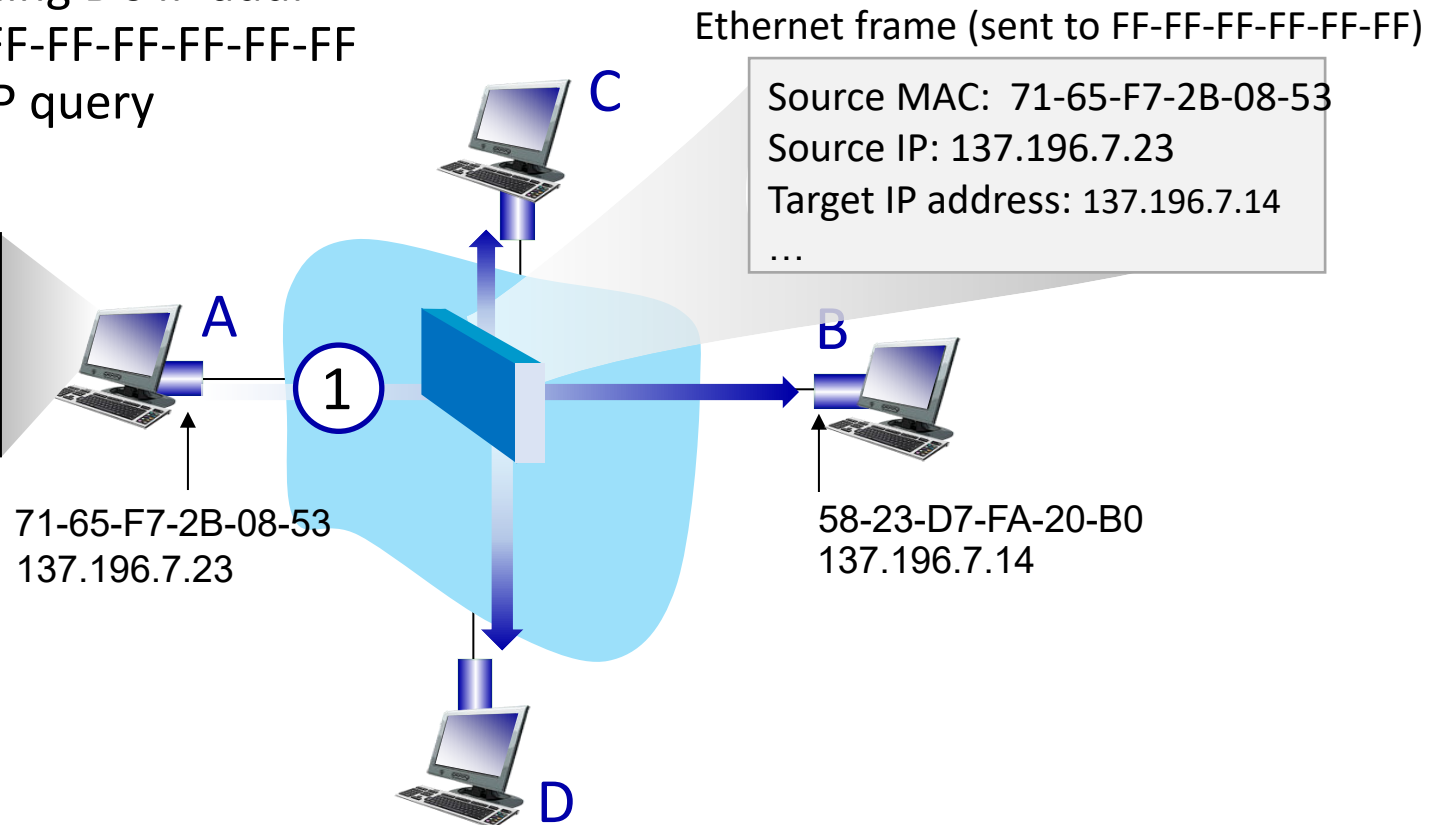 FF-FF-FF-FF-FF-FF
P query
Ethernet frame (sent to FF-FF-FF-FF-FF-FF)
Source MAC: 71-65-F7-2B-08-53
Source IP: 137.196.7.23
Target IP address: 137.196.7.14
…
C
A
B
1
71-65-F7-2B-08-53
137.196.7.23
58-23-D7-FA-20-B0
137.196.7.14
D